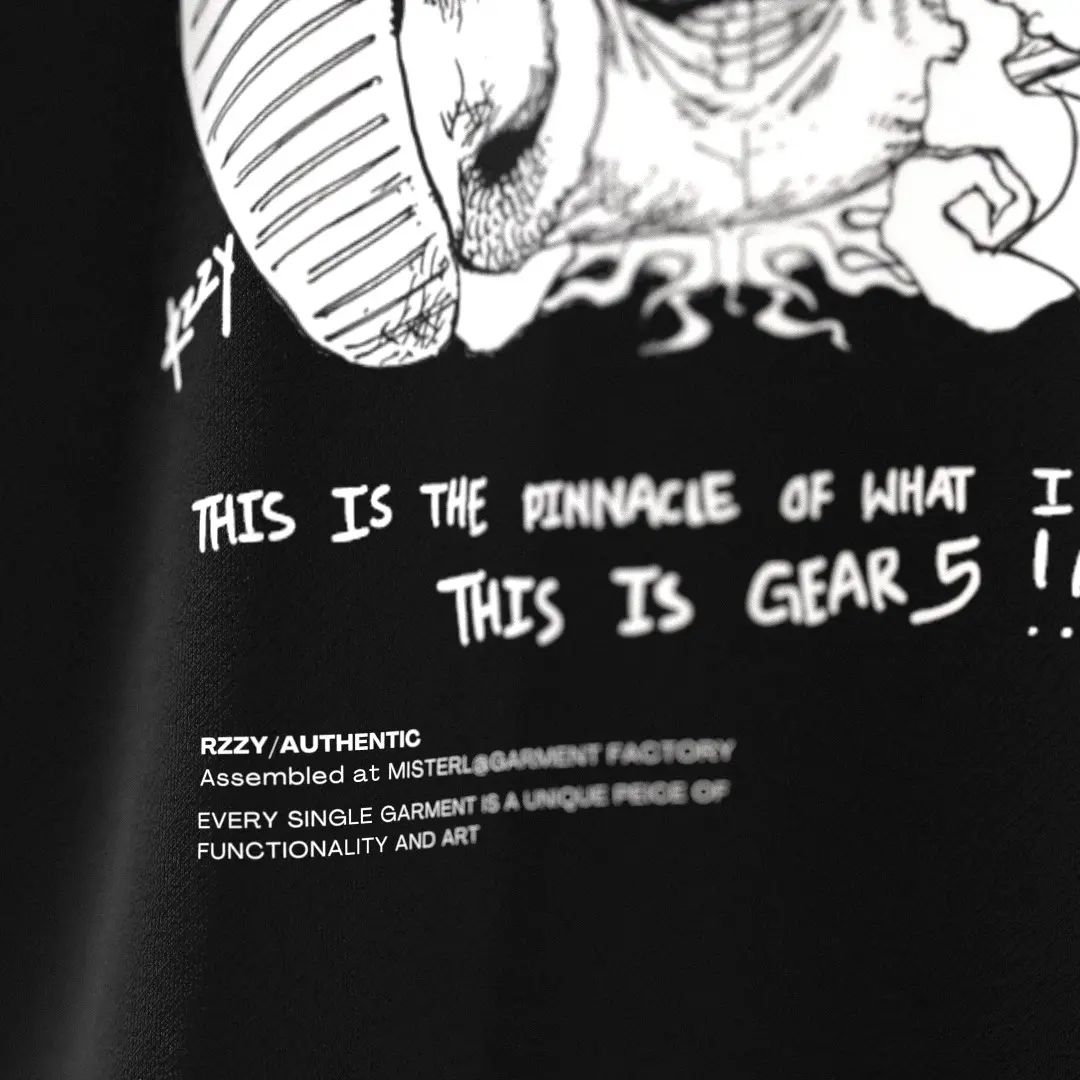 Rzzy
THIS IS THE PINNACLE OF WHAT I
THIS IS GEAR 5 !
RZZY/AUTHENTIC
Assembled at MISTERL@GARMENT FACTORY
EVERY SINGLE GARMENT IS A UNIQUE PEICE OF
FUNCTIONALITY AND ART